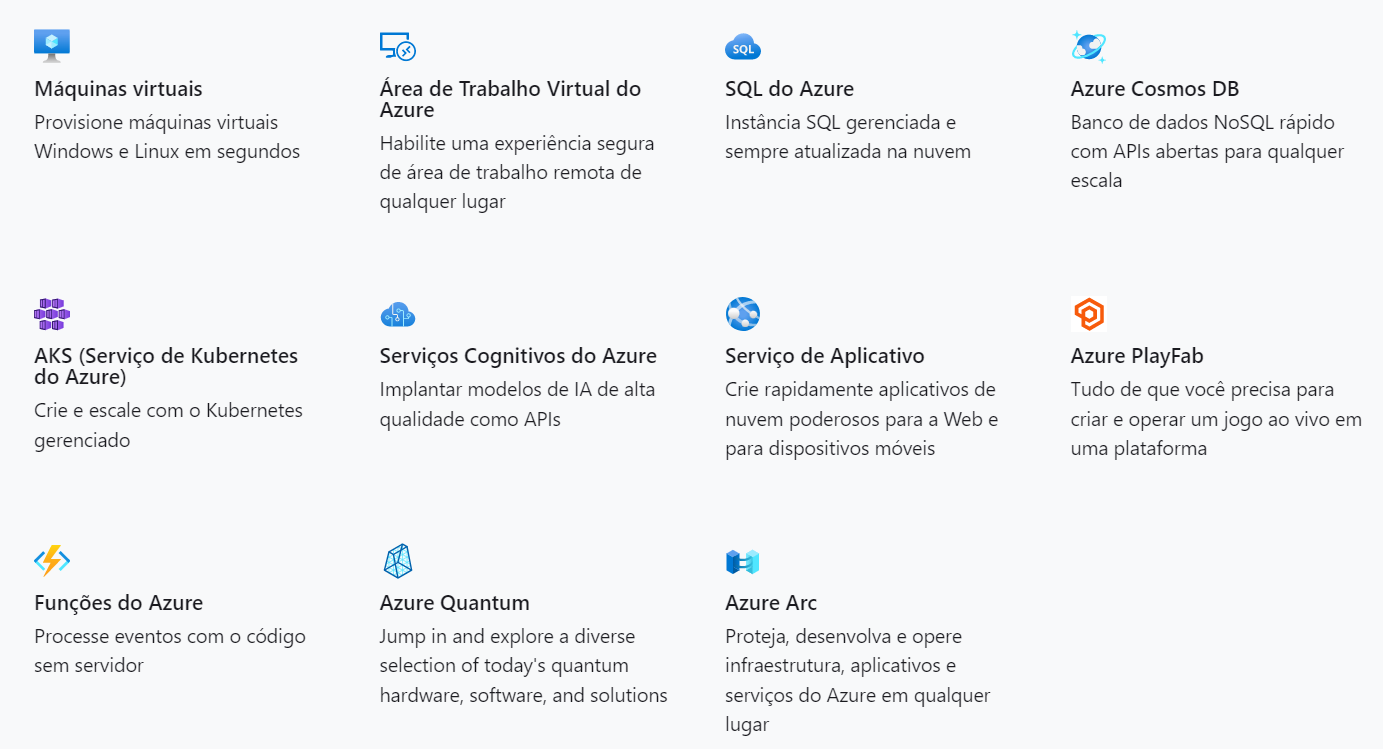 Máquinas virtuais
Provisione máquinas virtuais
Windows e Linux em segundos
Área de Trabalho Virtual do
Azure
Habilite uma experiência segura
de área de trabalho remota de
qualquer lugar
SQL
SQL do Azure
Instância SQL gerenciada e
sempre atualizada na nuvem
Azure Cosmos DB
Banco de dados NoSQL rápido
com APIs abertas para qualquer
escala
AKS (Serviço de Kubernetes
do Azure)
Crie e escale com o Kubernetes
gerenciado
Serviços Cognitivos do Azure
Implantar modelos de IA de alta
qualidade como APIs
Serviço de Aplicativo
Crie rapidamente aplicativos de
nuvem poderosos para a Web e
para dispositivos móveis
Azure PlayFab
Tudo de que você precisa para
criar e operar um jogo ao vivo em
uma plataforma
Funções do Azure
Processe eventos com o código
sem servidor
Azure Quantum
Jump in and explore a diverse
selection of today's quantum
hardware, software, and solutions
Azure Arc
Proteja, desenvolva e opere
infraestrutura, aplicativos e
serviços do Azure em qualquer
lugar